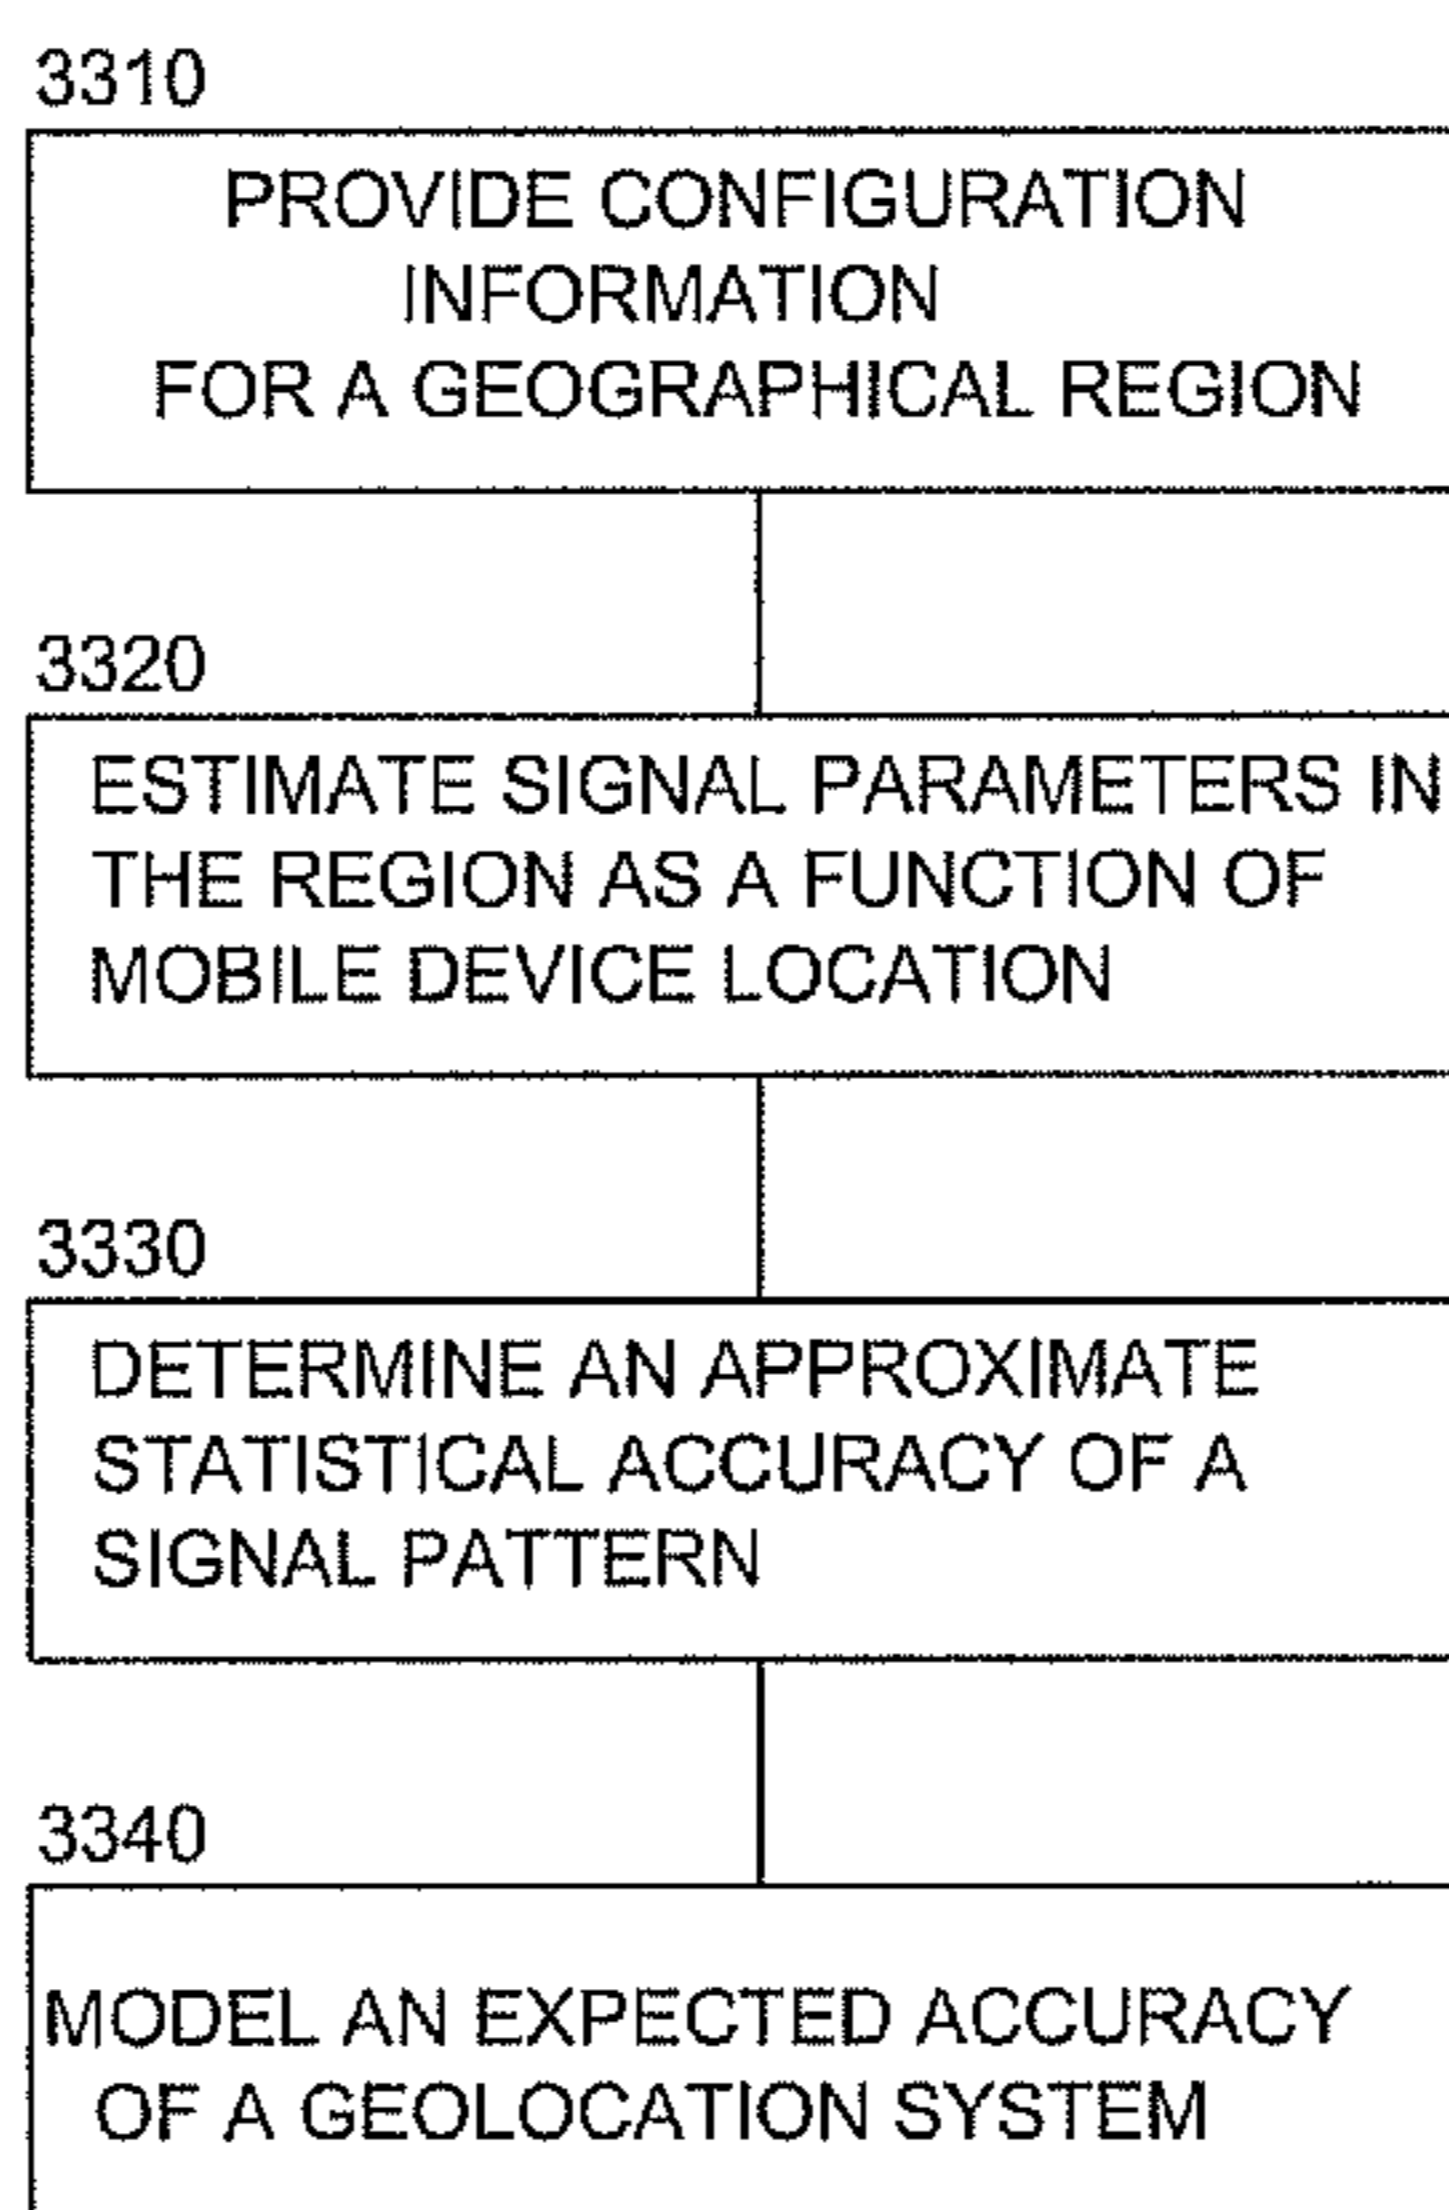 3310
PROVIDE CONFIGURATION
INFORMATION
FOR A GEOGRAPHICAL REGION
3320
ESTIMATE SIGNAL PARAMETERS IN
THE REGION AS A FUNCTION OF
MOBILE DEVICE LOCATION
3330
DETERMINE AN APPROXIMATE
STATISTICAL ACCURACY OF A
SIGNAL PATTERN
3340
MODEL AN EXPECTED ACCURACY
OF A GEOLOCATION SYSTEM